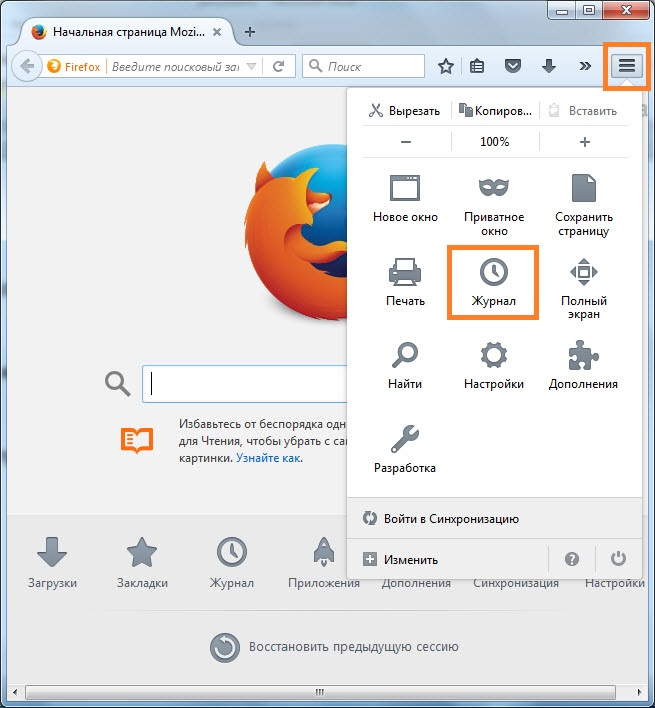 Начальная страница Mozi...
Firefox
Введите поисковый заг
Поиск
Вырезать
Копиров...
Вставить
100%
Новое окно
Приватное
окно
Сохранить
страницу
Печать
Журнал
Полный
экран
Найти
Настройки
Дополнения
Разработка
Войти в Синхронизацию
Изменить
Избавьтесь от беспорядка одн
для Чтения, чтобы убрать с са
картинки. Узнайте как.
Загрузки
Закладки
Журнал
Приложения
Дополнения
Синхронизация
Настройки
Восстановить предыдущую сессию